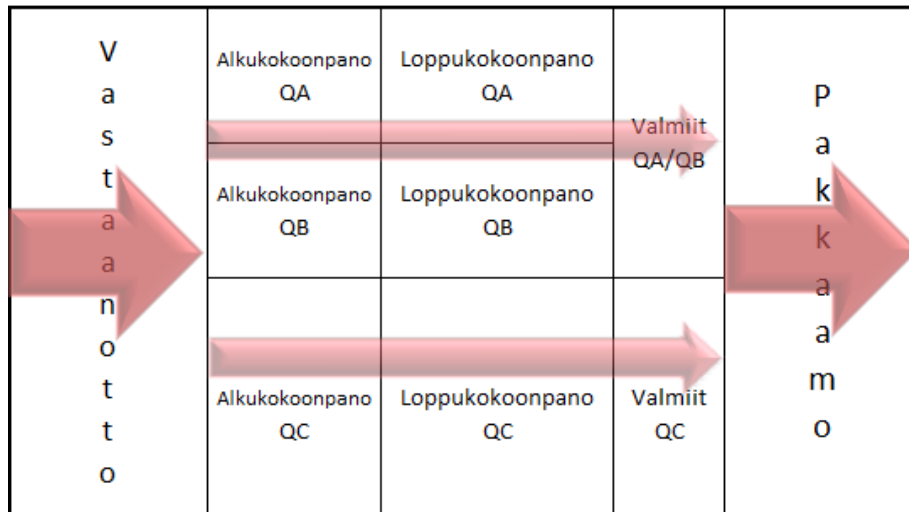 Vastaanotto
Alkukokoonpano
QA
Loppukokoonpano
QA
Valmiit
QA/QB
Alkukokoonpano
QB
Loppukokoonpano
QB
Alkukokoonpano
QC
Loppukokoonpano
QC
Valmiit
QC
Pakkaamo